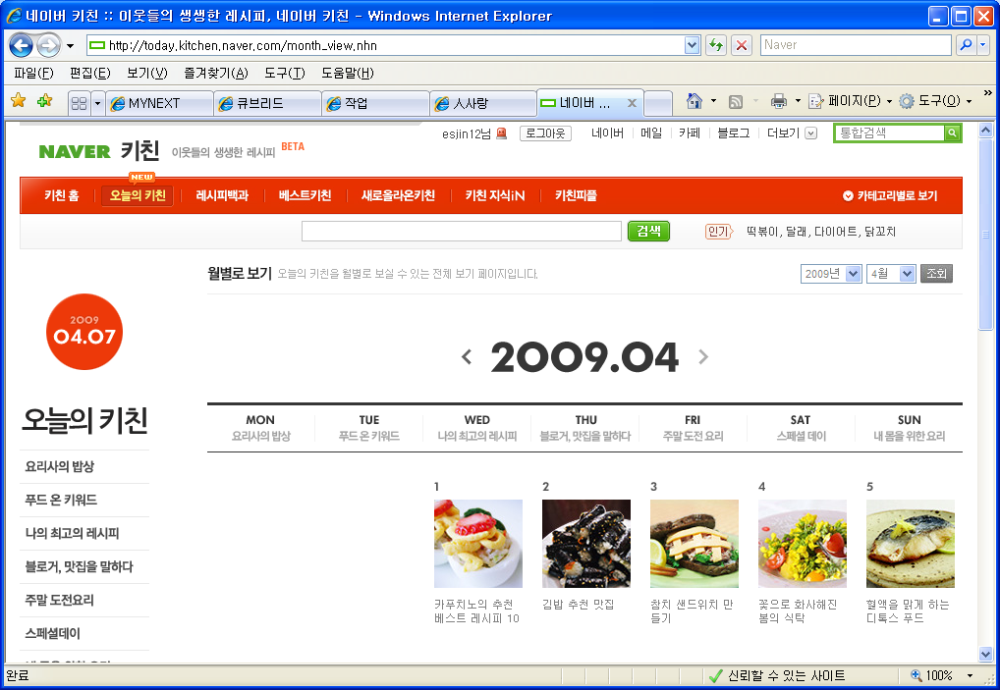 네이버 키친 :: 이웃들의 생생한 레시피, 네이버 키친 - Windows Internet Explorer
http://today.kitchen.naver.com/month_view.nhn
Naver
파일(F) 편집(E) 보기(V) 즐겨찾기(A) 도구(T) 도움말(H)
MYNEXT 큐브리드 작업 인사랑 네이버 ... 페이지(P) 도구(O)
esjin12님 로그아웃 네이버 메일 카페 블로그 더보기 통합검색
NAVER 키친 이웃들의 생생한 레시피 BETA
NEW
키친 홈 오늘의 키친 레시피백과 베스트키친 새로올라온키친 키친 지식iN 키친피플 카테고리별로 보기
검색 인기 떡볶이, 달래, 다이어트, 닭꼬치
월별로 보기 오늘의 키친을 월별로 보실 수 있는 전체 보기 페이지입니다. 2009년 4월 조회
2009
04.07
2009.04
오늘의 키친
요리사의 밥상
푸드 온 키워드
나의 최고의 레시피
블로거, 맛집을 말하다
주말 도전요리
스페셜데이
MON TUE WED THU FRI SAT SUN
요리사의 밥상 푸드 온 키워드 나의 최고의 레시피 블로거, 맛집을 말하다 주말 도전 요리 스페셜 데이 내 몸을 위한 요리
1 2 3 4 5
카푸치노의 추천 베스트 레시피 10
김밥 추천 맛집
참치 샌드위치 만들기
꽃으로 화사해진 봄의 식탁
혈액을 맑게 하는 디톡스 푸드
완료 신뢰할 수 있는 사이트 100%